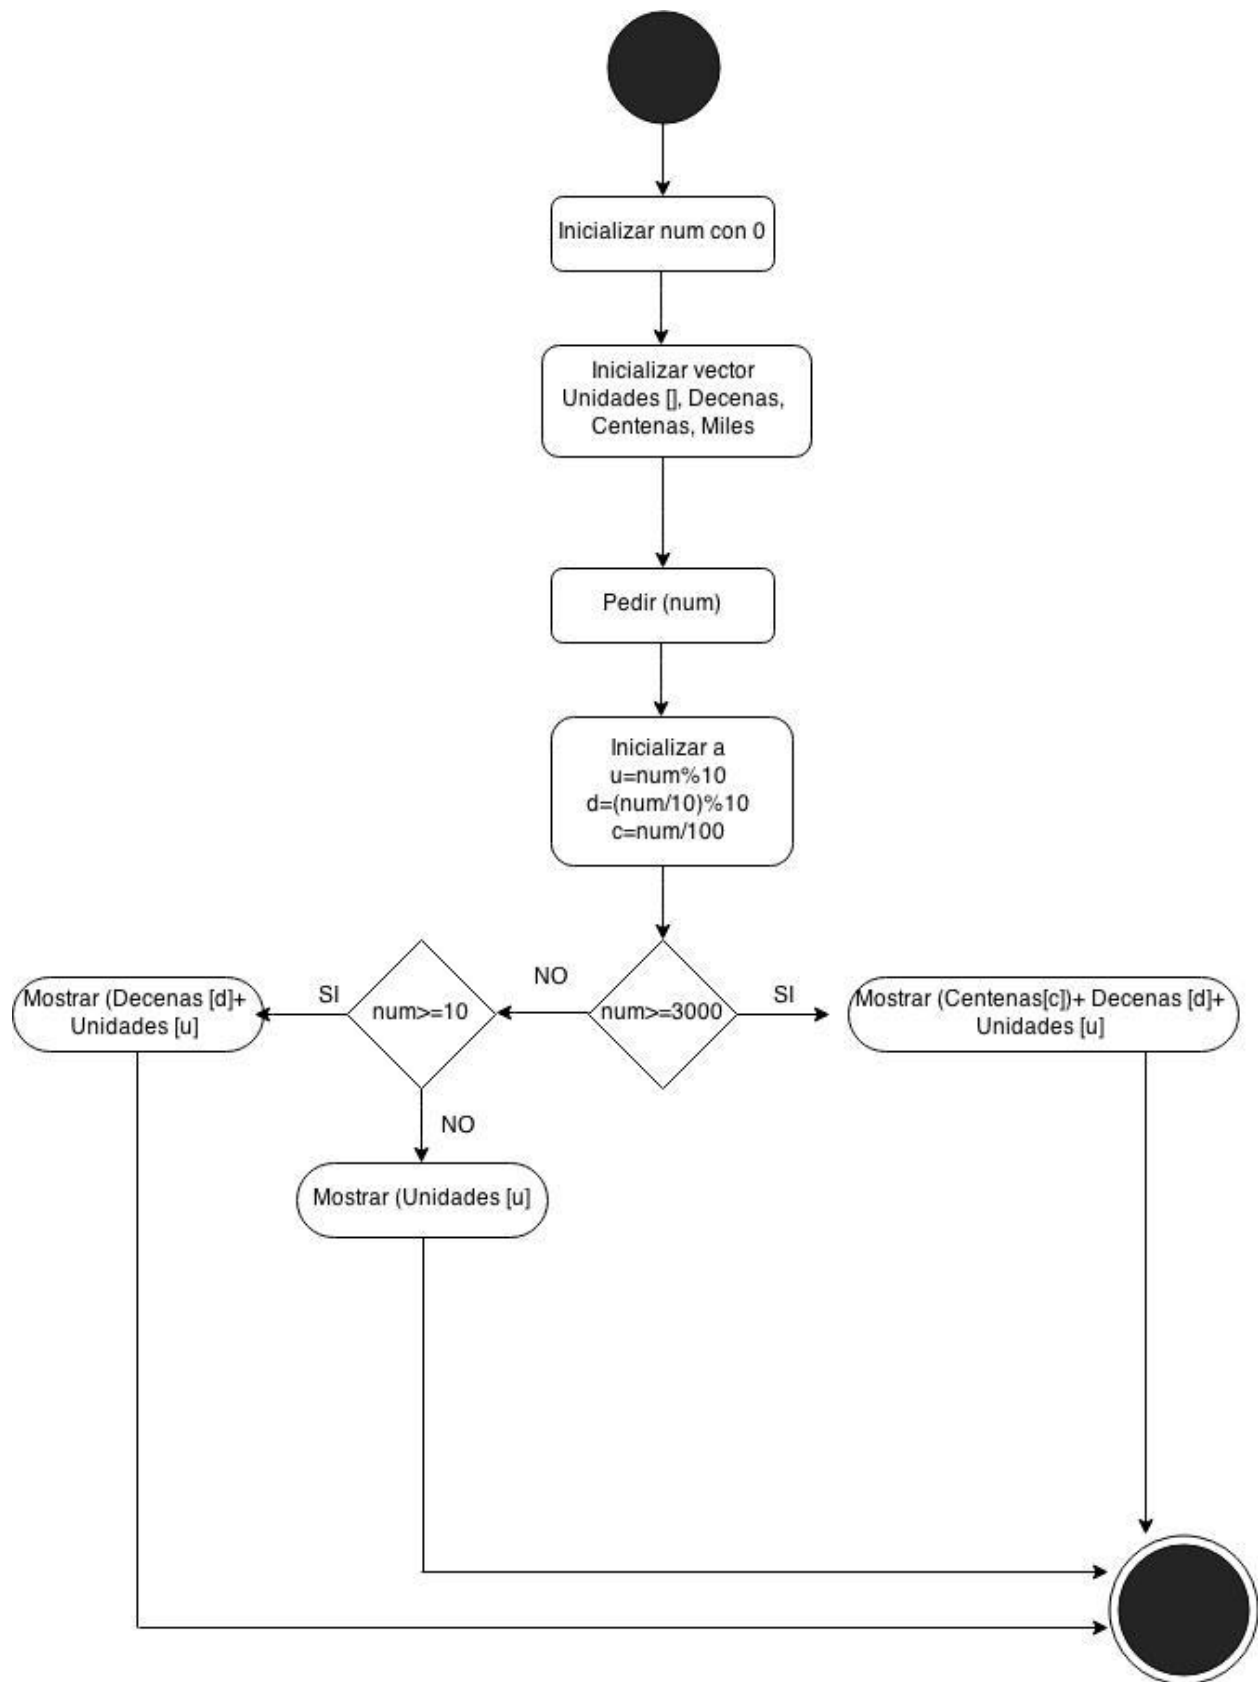 Inicializar num con 0
Inicializar vector
Unidades [], Decenas,
Centenas, Miles
Pedir (num)
Inicializar a
u=num%10
d=(num/10)%10
c=num/100
Mostrar (Decenas [d]+
Unidades [u]
SI
num>=10
NO
num>=3000
SI
Mostrar (Centenas[c])+ Decenas [d]+
Unidades [u]
NO
Mostrar (Unidades [u]